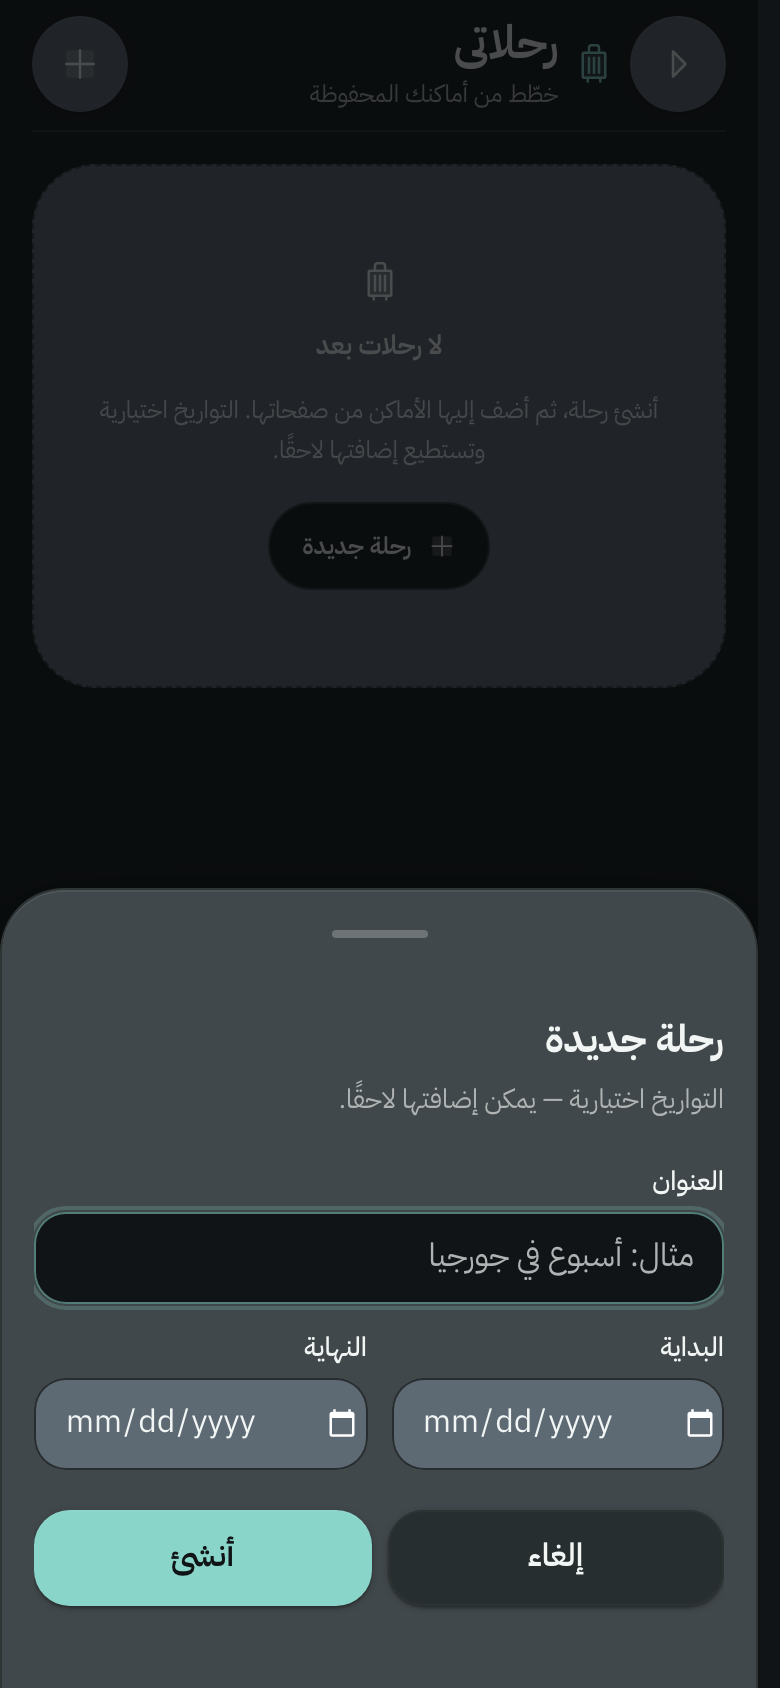 رحلاتي
خطّط من أماكنك المحفوظة
لا رحلات بعد
أنشئ رحلة، ثم أضف إليها الأماكن من صفحاتها. التواريخ اختيارية
وتستطيع إضافتها لاحقًا.
رحلة جديدة
رحلة جديدة
التواريخ اختيارية — يمكن إضافتها لاحقًا.
العنوان
مثال: أسبوع في جورجيا
البداية
النهاية
mm/dd/yyyy
mm/dd/yyyy
إلغاء
أنشئ